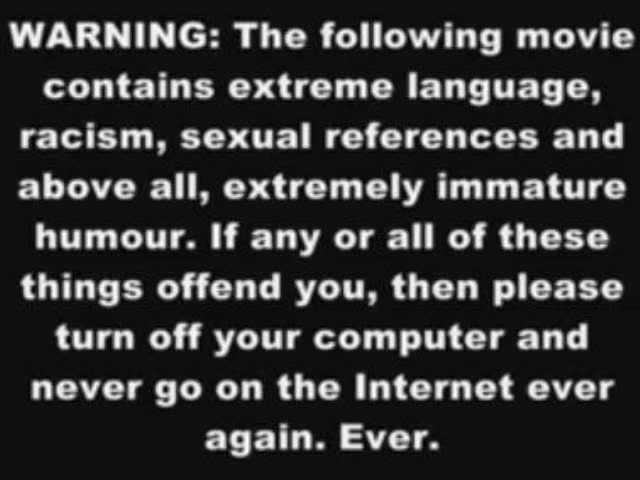 WARNING: The following movie
contains extreme language,
racism, sexual references and
above all, extremely immature
humour. If any or all of these
things offend you, then please
turn off your computer and
never go on the Internet ever
again. Ever.